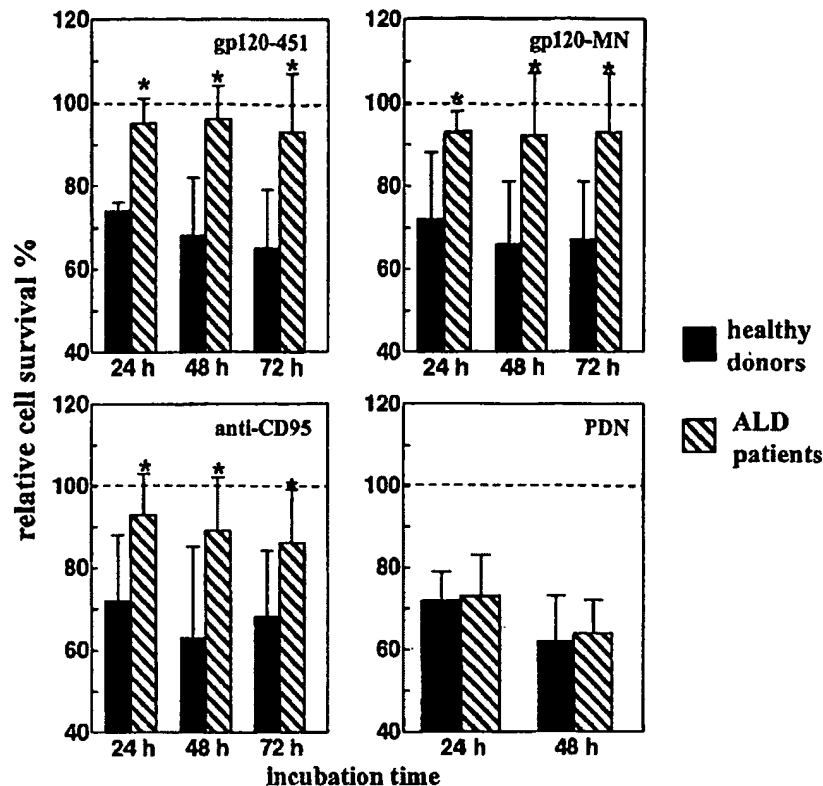 relative cell survival %
120
100
80
60
40
gp120-451
* * *
24 h 48 h 72 h
120
100
80
60
40
gp120-MN
* * *
24 h 48 h 72 h
120
100
80
60
40
anti-CD95
* * *
24 h 48 h 72 h
120
100
80
60
40
PDN
24 h 48 h
incubation time
healthy
donors
ALD
patients